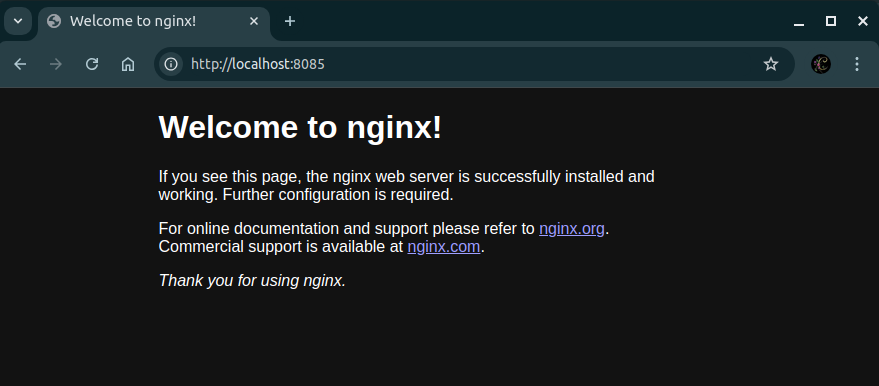 Welcome to nginx!
http://localhost:8085
Welcome to nginx!
If you see this page, the nginx web server is successfully installed and
working. Further configuration is required.
For online documentation and support please refer to nginx.org.
Commercial support is available at nginx.com.
Thank you for using nginx.